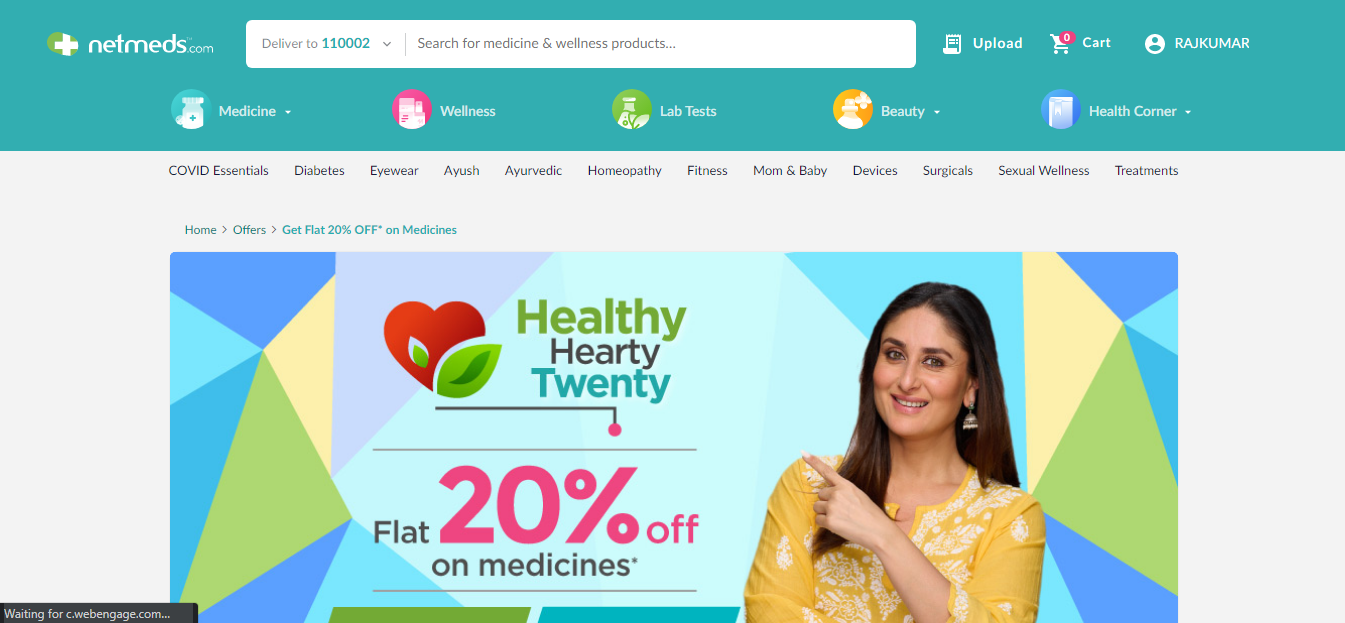 netmeds.com
Deliver to 110002
Search for medicine & wellness products...
Upload
0
Cart
RAJKUMAR
Medicine
Wellness
Lab Tests
Beauty
Health Corner
COVID Essentials Diabetes Eyewear Ayush Ayurvedic Homeopathy Fitness Mom & Baby Devices Surgicals Sexual Wellness Treatments
Home > Offers > Get Flat 20% OFF* on Medicines
Healthy
Hearty
Twenty
Flat 20% off
on medicines*
Waiting for c.webengage.com...